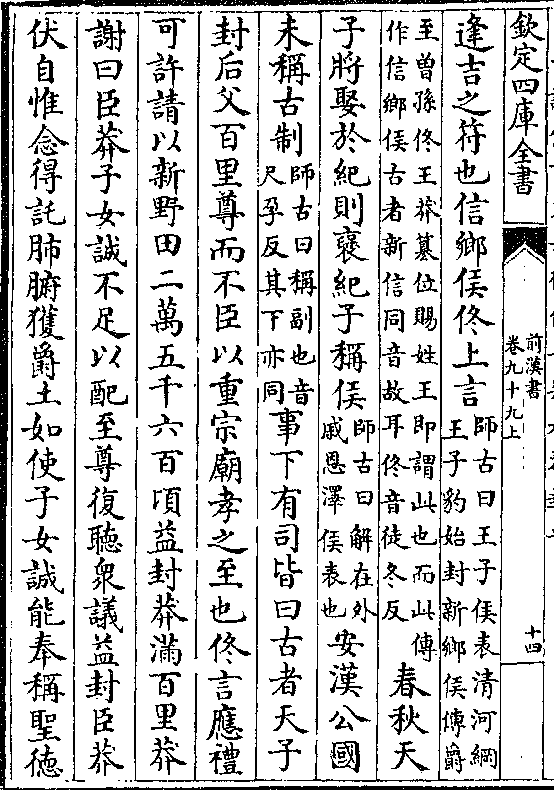 欽定四庫全書
前漢書
卷九十九上
十四
逢吉之符也信鄉侯佟上言師古曰王子侯表清河綱王子豹始封新鄉侯傳爵
至曾孫佟王莽簒位賜姓王即謂此也而此傳作信鄉侯古者新信同音故耳佟音徒冬反春秋天
子將娶於紀則襃紀子稱侯師古曰解在外戚恩澤侯表也安漢公國
未稱古制師古曰稱副也音尺孕反其下亦同事下有司皆曰古者天子
封后父百里尊而不臣以重宗廟孝之至也佟言應禮
可許請以新野田二萬五千六百頃益封莽滿百里莽
謝曰臣莽子女誠不足以配至尊復聽衆議益封臣莽
伏自惟念得託肺腑獲爵土如使子女誠能奉稱聖徳